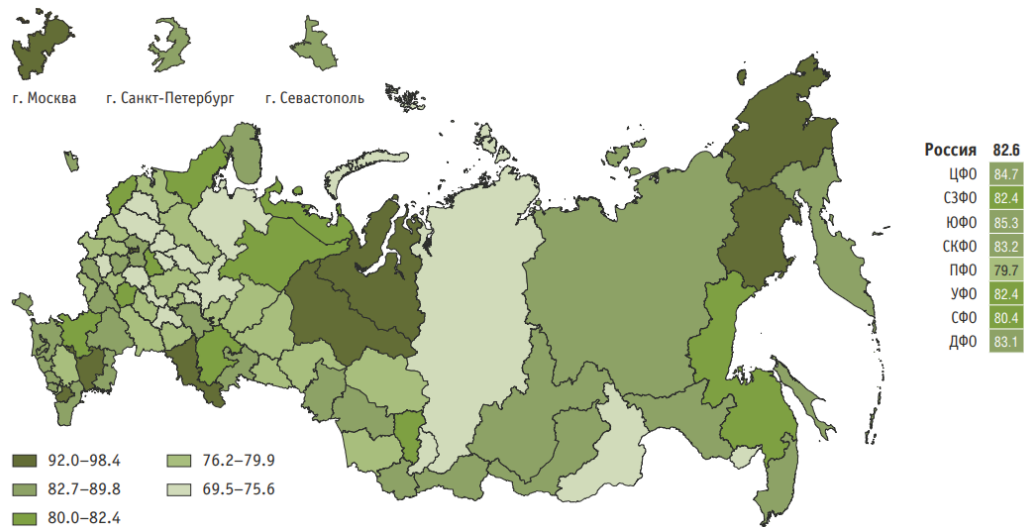 г. Москва
г. Санкт-Петербург
г. Севастополь
Россия 82.6
ЦФО 84.7
СЗФО 82.4
ЮФО 85.3
СКФО 83.2
ПФО 79.7
УФО 82.4
СФО 80.4
ДФО 83.1
92.0–98.4
82.7–89.8
80.0–82.4
76.2–79.9
69.5–75.6